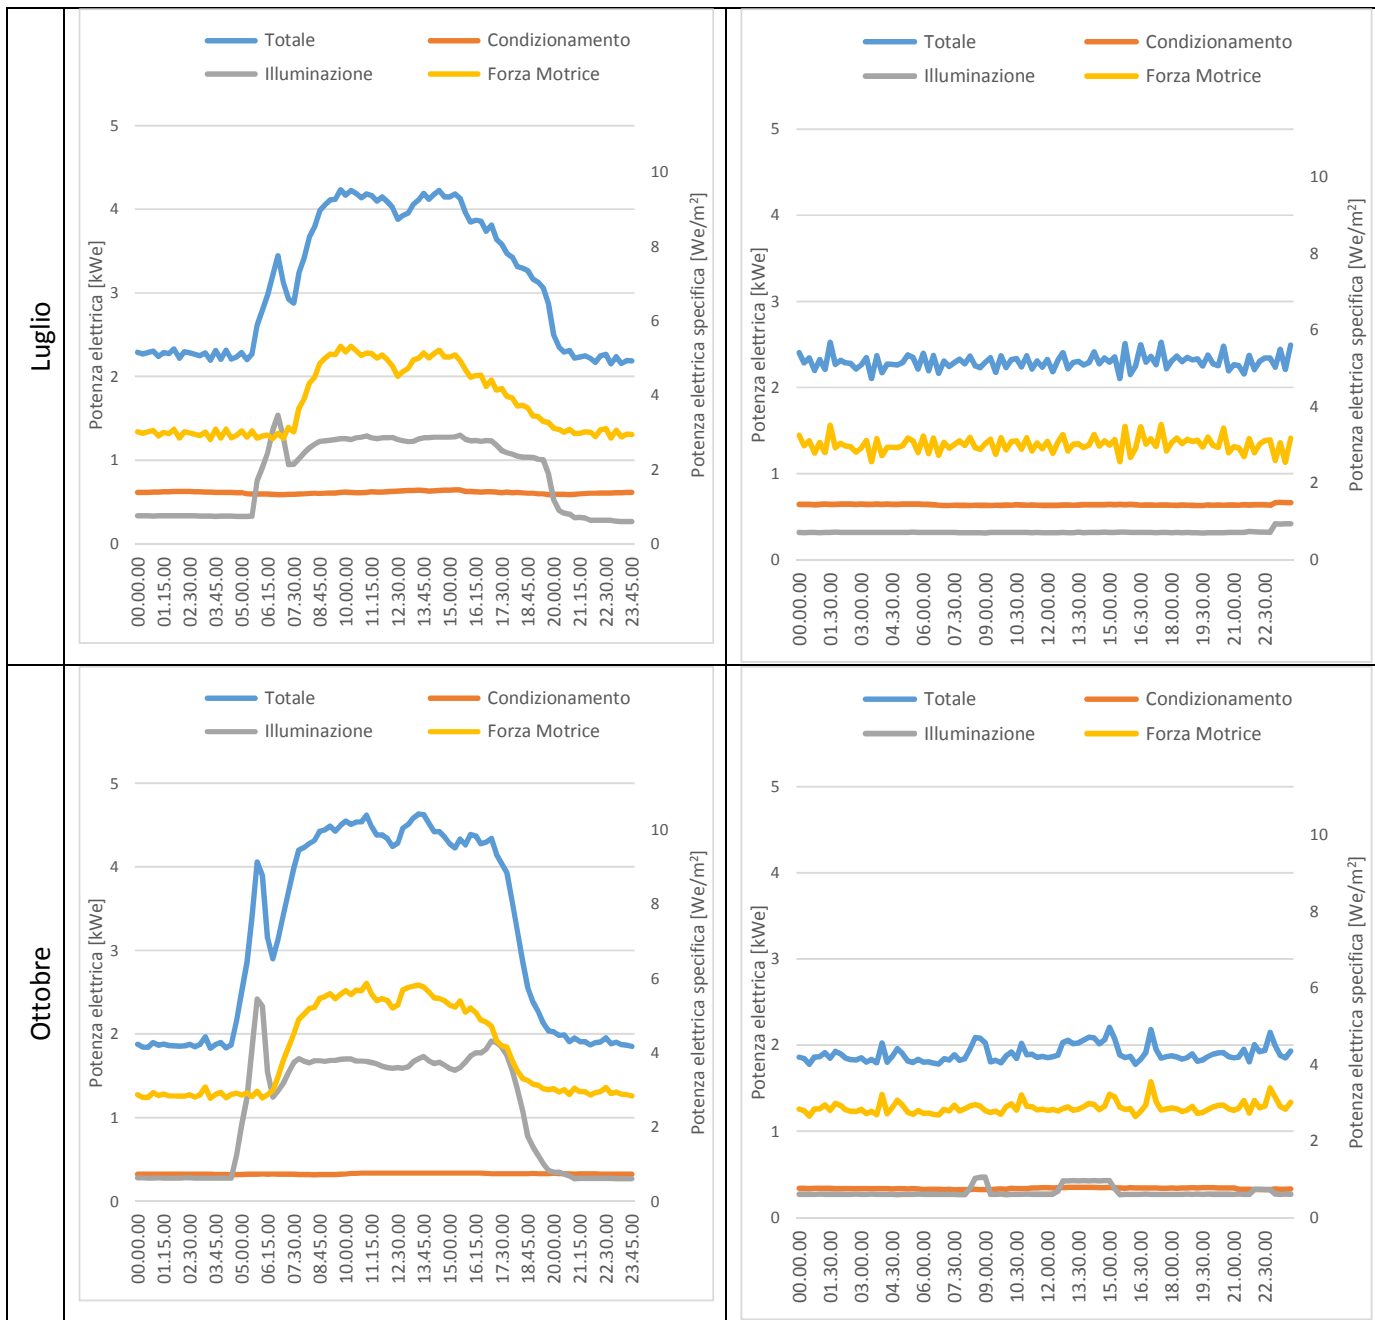 Luglio
Totale Condizionamento
Illuminazione Forza Motrice
Potenza elettrica [kWe]
5
4
3
2
1
0
Potenza elettrica specifica [We/m²]
10
8
6
4
2
0
00.00.00 01.15.00 02.30.00 03.45.00 05.00.00 06.15.00 07.30.00 08.45.00 10.00.00 11.15.00 12.30.00 13.45.00 15.00.00 16.15.00 17.30.00 18.45.00 20.00.00 21.15.00 22.30.00 23.45.00
Totale Condizionamento
Illuminazione Forza Motrice
Potenza elettrica [kWe]
5
4
3
2
1
0
Potenza elettrica specifica [We/m²]
10
8
6
4
2
0
00.00.00 01.30.00 03.00.00 04.30.00 06.00.00 07.30.00 09.00.00 10.30.00 12.00.00 13.30.00 15.00.00 16.30.00 18.00.00 19.30.00 21.00.00 22.30.00
Ottobre
Totale Condizionamento
Illuminazione Forza Motrice
Potenza elettrica [kWe]
5
4
3
2
1
0
Potenza elettrica specifica [We/m²]
10
8
6
4
2
0
00.00.00 01.15.00 02.30.00 03.45.00 05.00.00 06.15.00 07.30.00 08.45.00 10.00.00 11.15.00 12.30.00 13.45.00 15.00.00 16.15.00 17.30.00 18.45.00 20.00.00 21.15.00 22.30.00 23.45.00
Totale Condizionamento
Illuminazione Forza Motrice
Potenza elettrica [kWe]
5
4
3
2
1
0
Potenza elettrica specifica [We/m²]
10
8
6
4
2
0
00.00.00 01.30.00 03.00.00 04.30.00 06.00.00 07.30.00 09.00.00 10.30.00 12.00.00 13.30.00 15.00.00 16.30.00 18.00.00 19.30.00 21.00.00 22.30.00